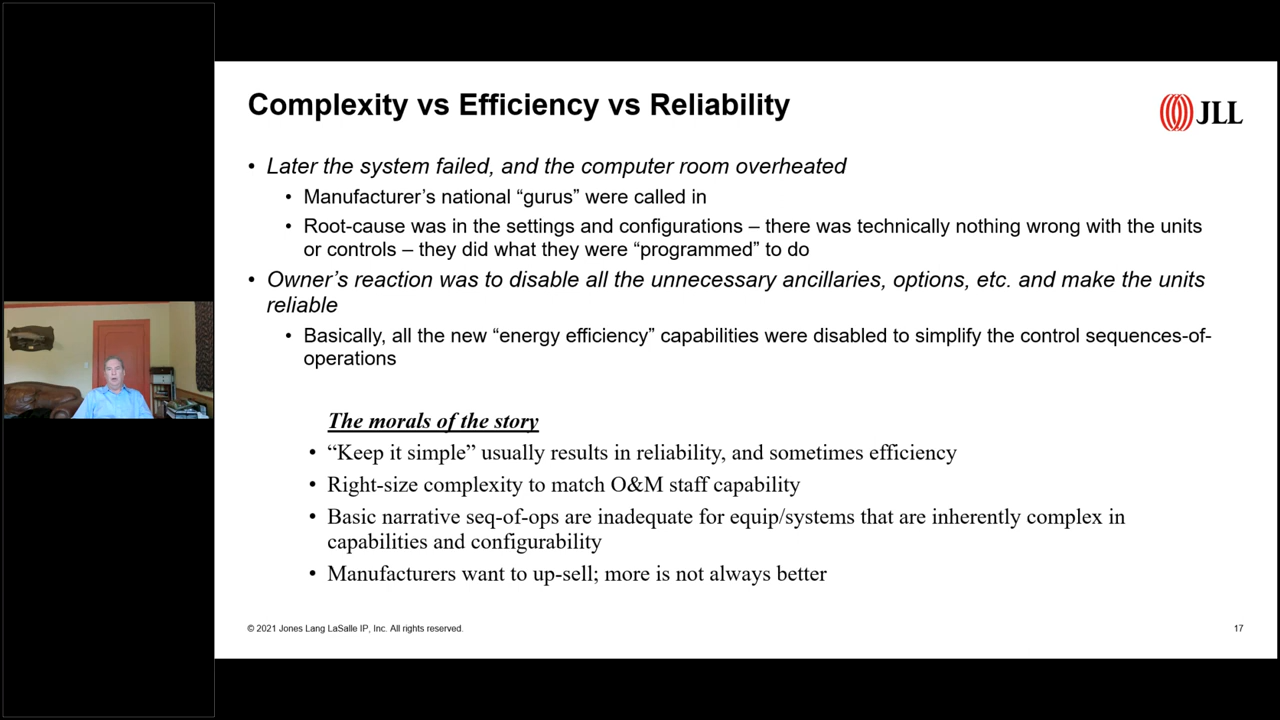 Complexity vs Efficiency vs Reliability
JLL
• Later the system failed, and the computer room overheated
• Manufacturer’s national “gurus” were called in
• Root-cause was in the settings and configurations – there was technically nothing wrong with the units
or controls – they did what they were “programmed” to do
• Owner’s reaction was to disable all the unnecessary ancillaries, options, etc. and make the units
reliable
• Basically, all the new “energy efficiency” capabilities were disabled to simplify the control sequences-of-
operations
The morals of the story
• “Keep it simple” usually results in reliability, and sometimes efficiency
• Right-size complexity to match O&M staff capability
• Basic narrative seq-of-ops are inadequate for equip/systems that are inherently complex in
capabilities and configurability
• Manufacturers want to up-sell; more is not always better
© 2021 Jones Lang LaSalle IP, Inc. All rights reserved.
17